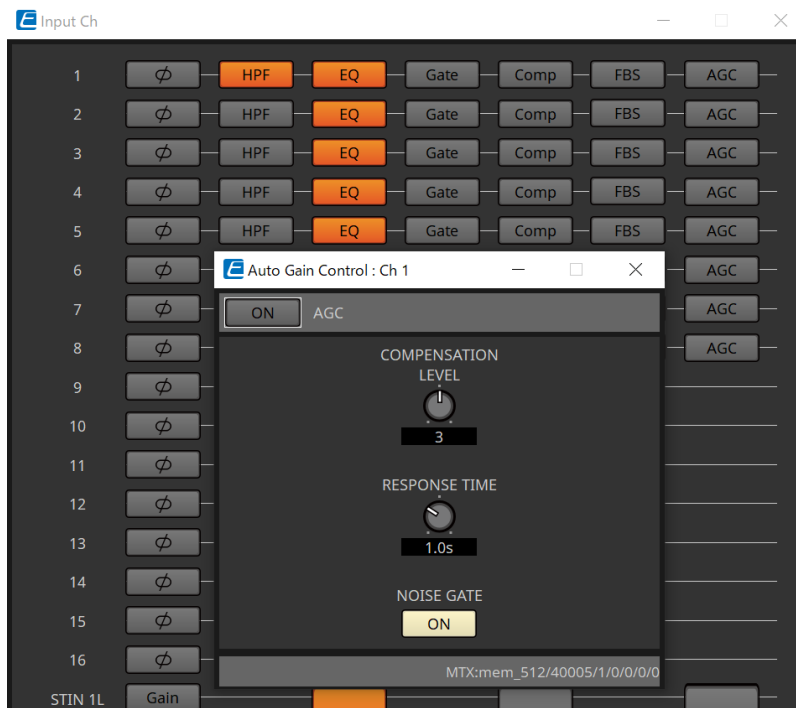 Input Ch
1 ϕ HPF EQ Gate Comp FBS AGC
2 ϕ HPF EQ Gate Comp FBS AGC
3 ϕ HPF EQ Gate Comp FBS AGC
4 ϕ HPF EQ Gate Comp FBS AGC
5 ϕ HPF EQ Gate Comp FBS AGC
6 ϕ AGC
7 ϕ AGC
8 ϕ AGC
9 ϕ
10 ϕ
11 ϕ
12 ϕ
13 ϕ
14 ϕ
15 ϕ
16 ϕ
STIN 1L Gain
Auto Gain Control : Ch 1
ON AGC
COMPENSATION
LEVEL
3
RESPONSE TIME
1.0s
NOISE GATE
ON
MTX:mem_512/40005/1/0/0/0/0